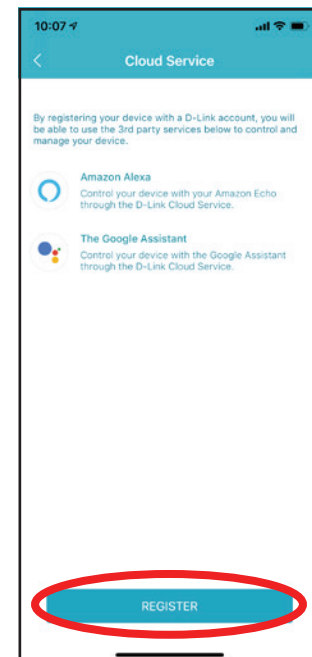 10:07
Cloud Service
By registering your device with a D-Link account, you will
be able to use the 3rd party services below to control and
manage your device.
Amazon Alexa
Control your device with your Amazon Echo
through the D-Link Cloud Service.
The Google Assistant
Control your device with the Google Assistant
through the D-Link Cloud Service.
REGISTER